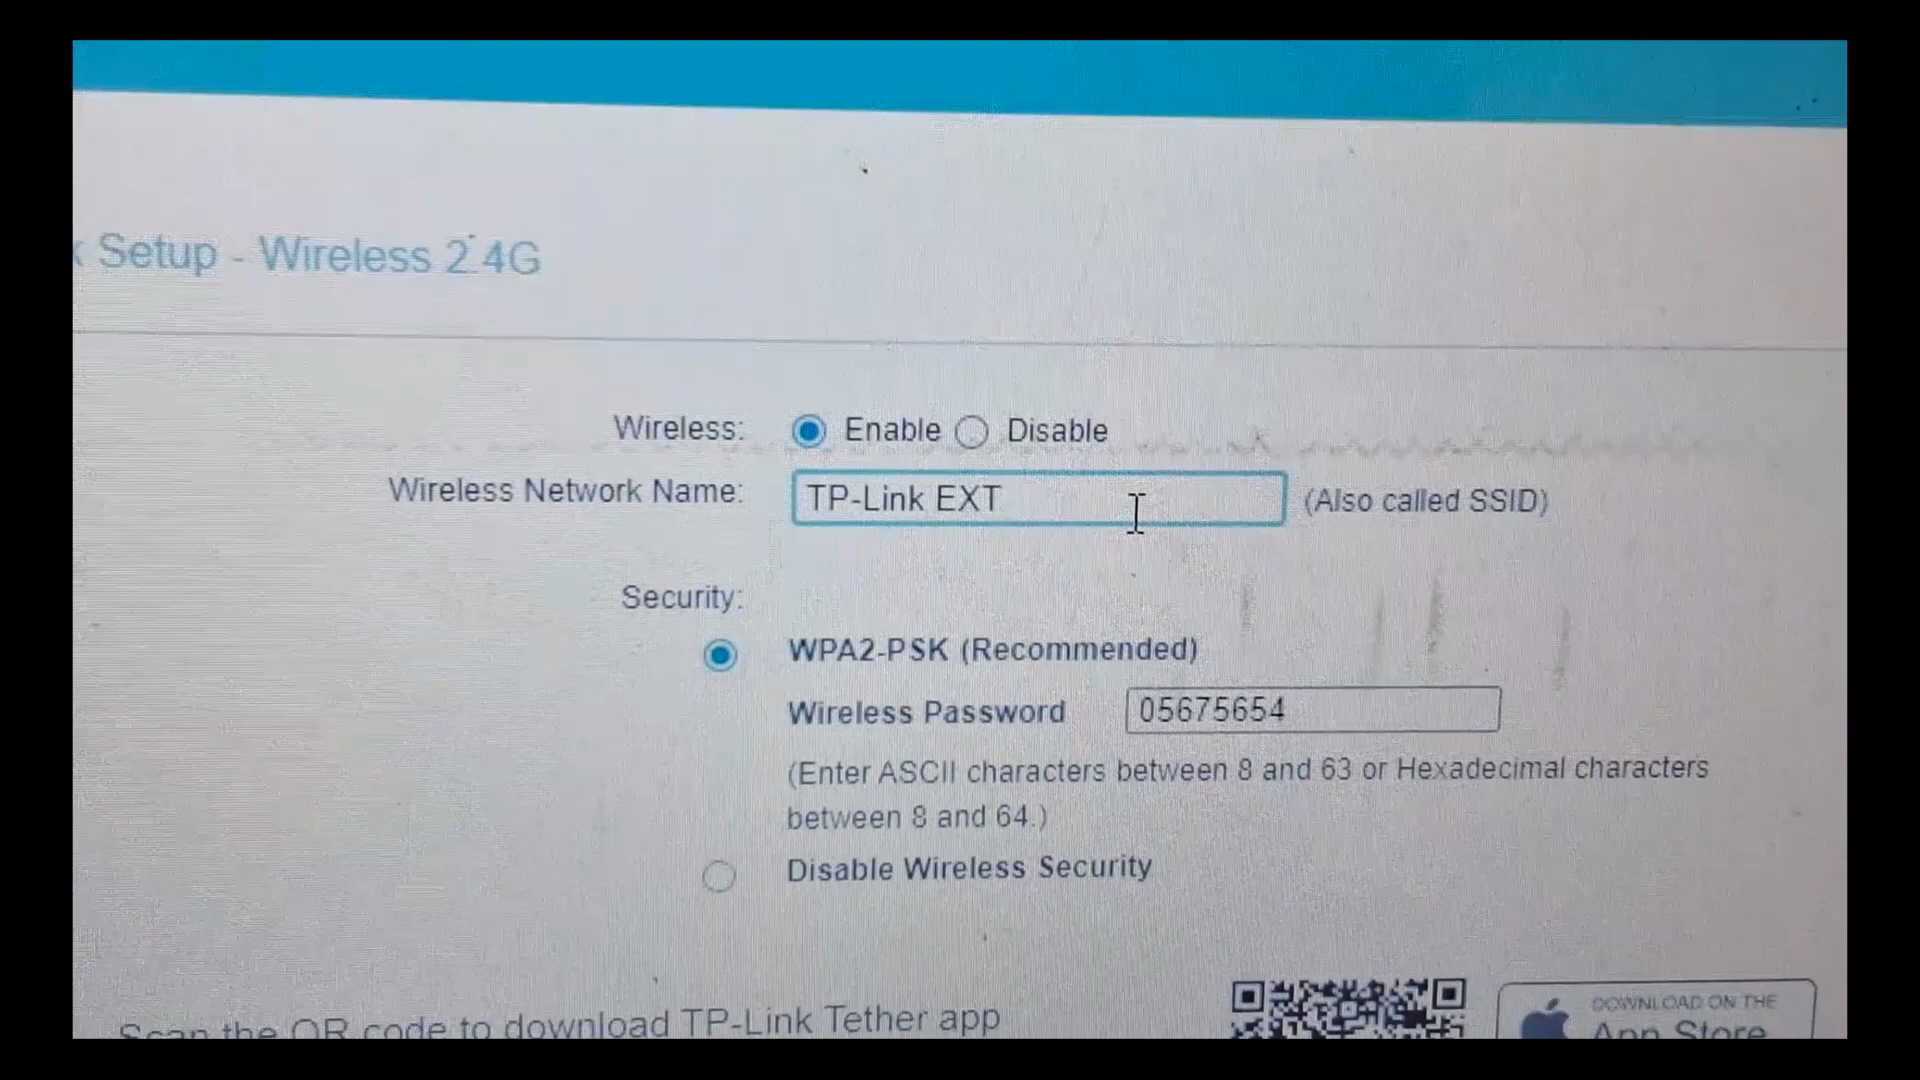 Setup - Wireless 2.4G
Wireless: Enable Disable
Wireless Network Name: TP-Link EXT (Also called SSID)
Security:
WPA2-PSK (Recommended)
Wireless Password 05675654
(Enter ASCII characters between 8 and 63 or Hexadecimal characters
between 8 and 64.)
Disable Wireless Security
Scan the QR code to download TP-Link Tether app
DOWNLOAD ON THE
App Store